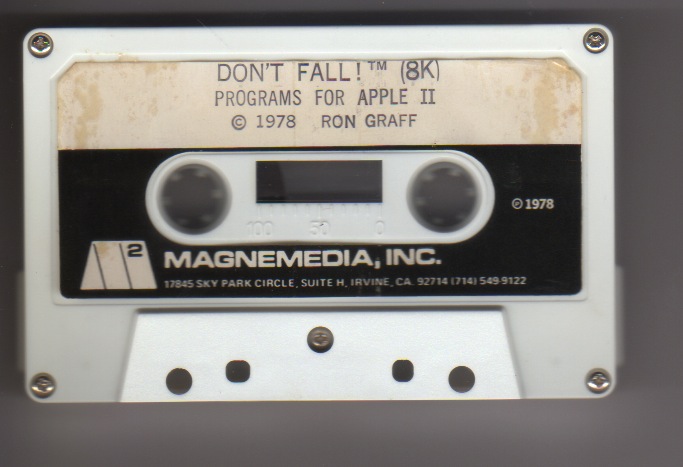 DON'T FALL!™ (8K)
PROGRAMS FOR APPLE II
© 1978 RON GRAFF
100 50 0
℗ 1978
M2
MAGNEMEDIA, INC.
17845 SKY PARK CIRCLE, SUITE H, IRVINE, CA. 92714 (714) 549-9122